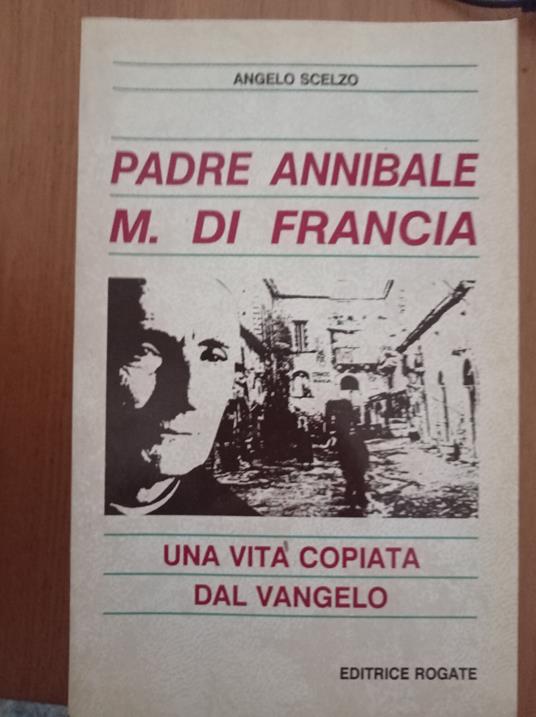 ANGELO SCELZO
PADRE ANNIBALE
M. DI FRANCIA
UNA VITA COPIATA
DAL VANGELO
EDITRICE ROGATE